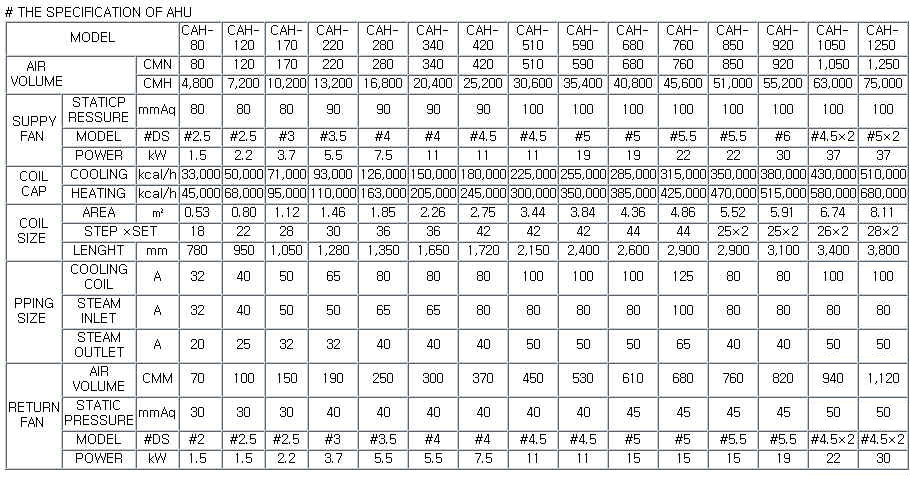 # THE SPECIFICATION OF AHU
MODEL CAH-80 CAH-120 CAH-170 CAH-220 CAH-280 CAH-340 CAH-420 CAH-510 CAH-590 CAH-680 CAH-760 CAH-850 CAH-920 CAH-1050 CAH-1250
AIR VOLUME CMN 80 120 170 220 280 340 420 510 590 680 760 850 920 1,050 1,250
CMH 4,800 7,200 10,200 13,200 16,800 20,400 25,200 30,600 35,400 40,800 45,600 51,000 55,200 63,000 75,000
SUPPY FAN STATICP RESSURE mmAq 80 80 80 90 90 90 90 100 100 100 100 100 100 100 100
MODEL #DS #2.5 #2.5 #3 #3.5 #4 #4 #4.5 #4.5 #5 #5 #5.5 #5.5 #6 #4.5×2 #5×2
POWER kW 1.5 2.2 3.7 5.5 7.5 11 11 11 19 19 22 22 30 37 37
COIL CAP COOLING kcal/h 33,000 50,000 71,000 93,000 126,000 150,000 180,000 225,000 255,000 285,000 315,000 350,000 380,000 430,000 510,000
HEATING kcal/h 45,000 68,000 95,000 110,000 163,000 205,000 245,000 300,000 350,000 385,000 425,000 470,000 515,000 580,000 680,000
COIL SIZE AREA m² 0.53 0.80 1.12 1.46 1.85 2.26 2.75 3.44 3.84 4.36 4.86 5.52 5.91 6.74 8.11
STEP ×SET 18 22 28 30 36 36 42 42 42 44 44 25×2 25×2 26×2 28×2
LENGHT mm 780 950 1,050 1,280 1,350 1,650 1,720 2,150 2,400 2,600 2,900 2,900 3,100 3,400 3,800
PPING SIZE COOLING COIL A 32 40 50 65 80 80 80 100 100 100 125 80 80 100 100
STEAM INLET A 32 40 50 50 65 65 80 80 80 80 100 80 80 80 80
STEAM OUTLET A 20 25 32 32 40 40 40 50 50 50 65 40 40 50 50
RETURN FAN AIR VOLUME CMM 70 100 150 190 250 300 370 450 530 610 680 760 820 940 1,120
STATIC PRESSURE mmAq 30 30 30 40 40 40 40 40 40 45 45 45 45 50 50
MODEL #DS #2 #2.5 #2.5 #3 #3.5 #4 #4 #4.5 #4.5 #5 #5 #5.5 #5.5 #4.5×2 #4.5×2
POWER kW 1.5 1.5 2.2 3.7 5.5 5.5 7.5 11 11 15 15 15 19 22 30